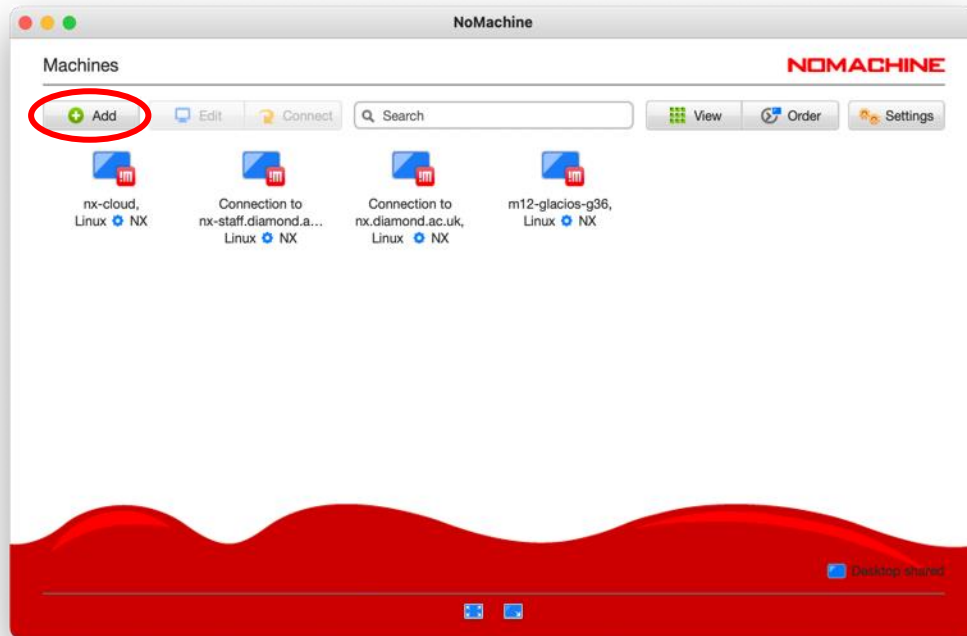 NoMachine
Machines
NOMACHINE
Add
Edit
Connect
Search
View
Order
Settings
!M
!M
!M
!M
nx-cloud,
Linux NX
Connection to
nx-staff.diamond.a...
Linux NX
Connection to
nx.diamond.ac.uk,
Linux NX
m12-glacios-g36,
Linux NX
Desktop shared